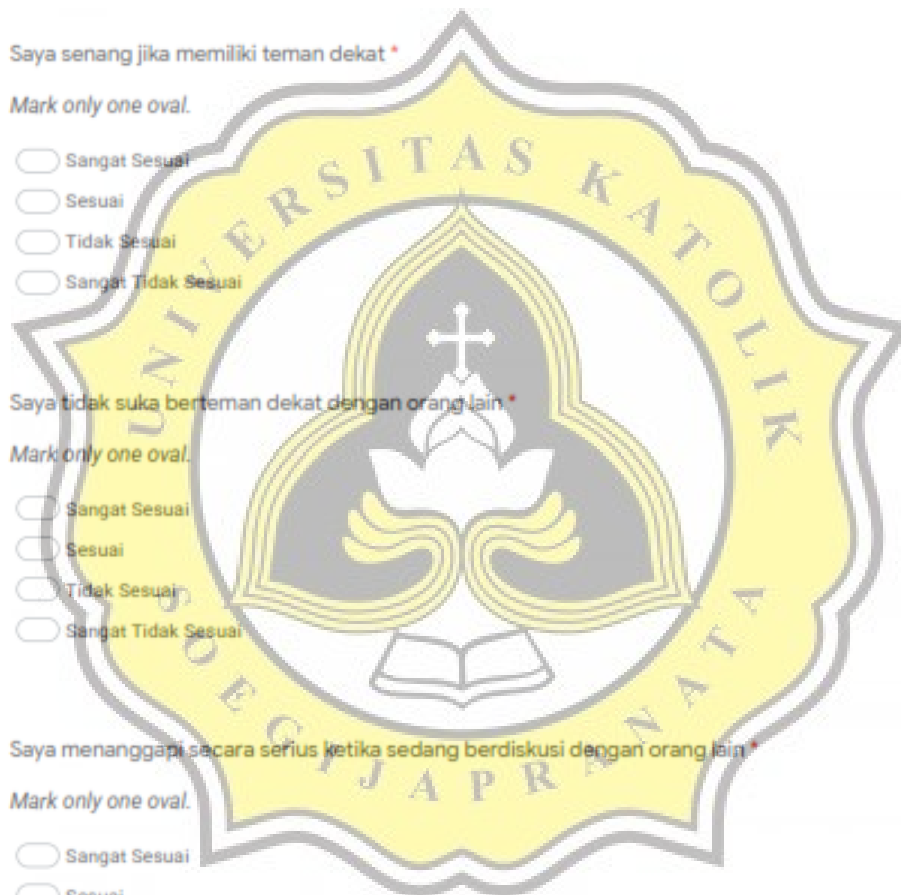 Saya senang jika memiliki teman dekat *
Mark only one oval.
Sangat Sesuai
Sesuai
Tidak Sesuai
Sangat Tidak Sesuai
Saya tidak suka berteman dekat dengan orang lain *
Mark only one oval.
Sangat Sesuai
Sesuai
Tidak Sesuai
Sangat Tidak Sesuai
Saya menanggapi secara serius ketika sedang berdiskusi dengan orang lain *
Mark only one oval.
Sangat Sesuai
Sesuai
UNIVERSITAS KATOLIK
SOEGIJAPRANATA